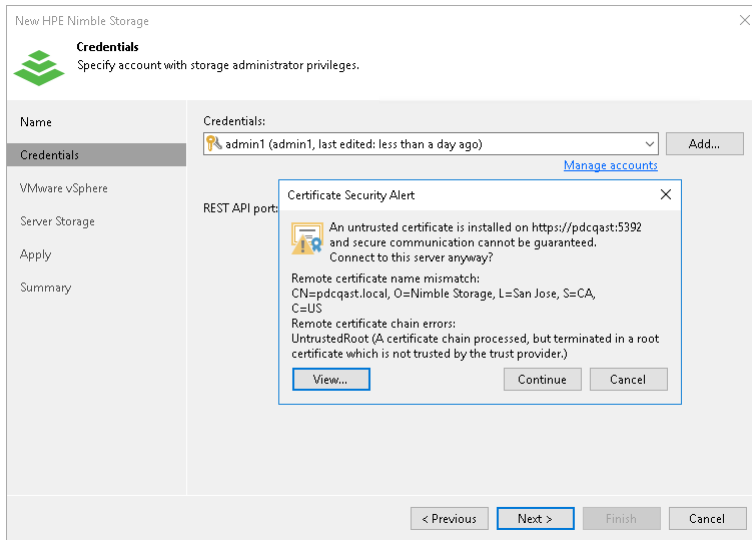 New HPE Nimble Storage
Credentials
Specify account with storage administrator privileges.
Name
Credentials
VMware vSphere
Server Storage
Apply
Summary
Credentials:
admin1 (admin1, last edited: less than a day ago)
Add...
Manage accounts
REST API port:
Certificate Security Alert
An untrusted certificate is installed on https://pdcqast:5392
and secure communication cannot be guaranteed.
Connect to this server anyway?
Remote certificate name mismatch:
CN=pdcqast.local, O=Nimble Storage, L=San Jose, S=CA,
C=US
Remote certificate chain errors:
UntrustedRoot (A certificate chain processed, but terminated in a root
certificate which is not trusted by the trust provider.)
View...
Continue
Cancel
< Previous
Next >
Finish
Cancel